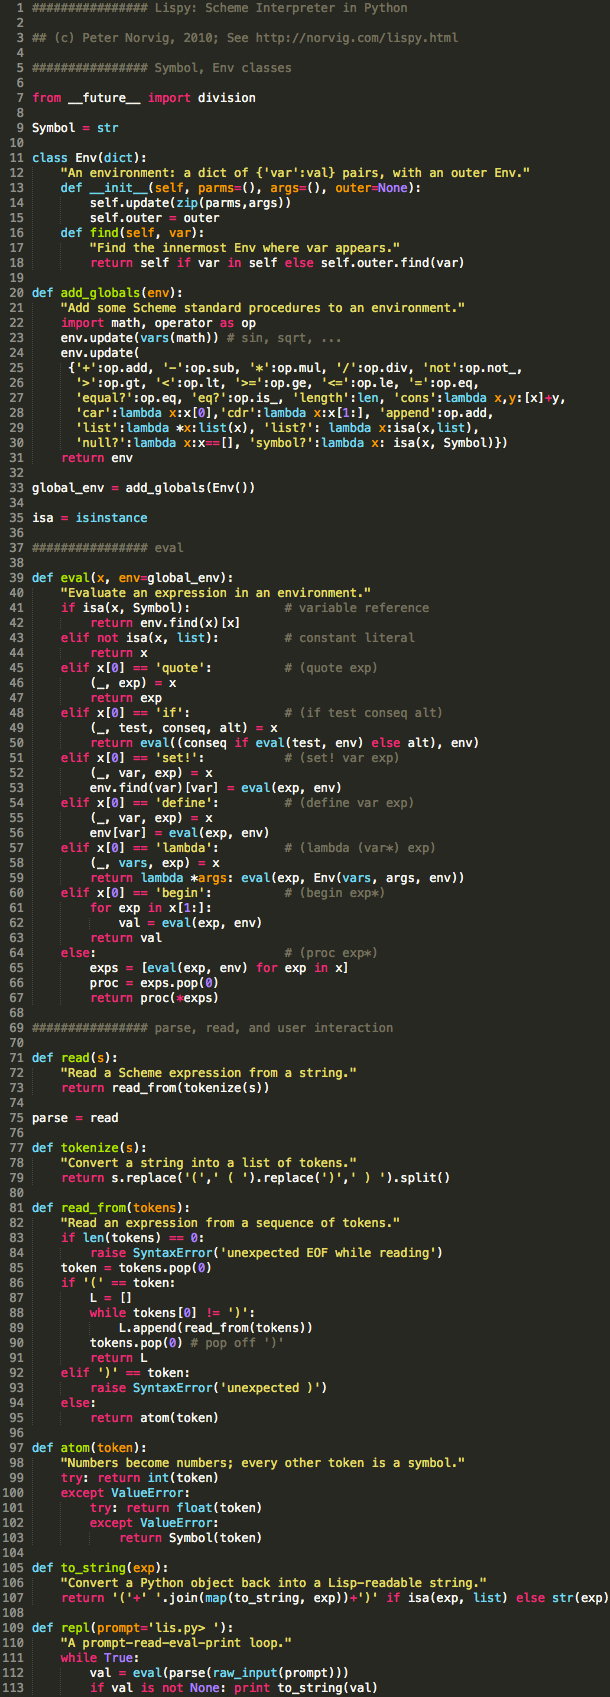 1 ################ Lispy: Scheme Interpreter in Python
2
3 ## (c) Peter Norvig, 2010; See http://norvig.com/lispy.html
4
5 ################ Symbol, Env classes
6
7 from __future__ import division
8
9 Symbol = str
10
11 class Env(dict):
12     "An environment: a dict of {'var':val} pairs, with an outer Env."
13     def __init__(self, parms=(), args=(), outer=None):
14         self.update(zip(parms,args))
15         self.outer = outer
16     def find(self, var):
17         "Find the innermost Env where var appears."
18         return self if var in self else self.outer.find(var)
19
20 def add_globals(env):
21     "Add some Scheme standard procedures to an environment."
22     import math, operator as op
23     env.update(vars(math)) # sin, sqrt, ...
24     env.update(
25      {'+':op.add, '-':op.sub, '*':op.mul, '/':op.div, 'not':op.not_,
26       '>':op.gt, '<':op.lt, '>=':op.ge, '<=':op.le, '=':op.eq,
27       'equal?':op.eq, 'eq?':op.is_, 'length':len, 'cons':lambda x,y:[x]+y,
28       'car':lambda x:x[0],'cdr':lambda x:x[1:], 'append':op.add,
29       'list':lambda *x:list(x), 'list?': lambda x:isa(x,list),
30       'null?':lambda x:x==[], 'symbol?':lambda x: isa(x, Symbol)})
31     return env
32
33 global_env = add_globals(Env())
34
35 isa = isinstance
36
37 ################ eval
38
39 def eval(x, env=global_env):
40     "Evaluate an expression in an environment."
41     if isa(x, Symbol):             # variable reference
42         return env.find(x)[x]
43     elif not isa(x, list):         # constant literal
44         return x
45     elif x[0] == 'quote':          # (quote exp)
46         (_, exp) = x
47         return exp
48     elif x[0] == 'if':             # (if test conseq alt)
49         (_, test, conseq, alt) = x
50         return eval((conseq if eval(test, env) else alt), env)
51     elif x[0] == 'set!':           # (set! var exp)
52         (_, var, exp) = x
53         env.find(var)[var] = eval(exp, env)
54     elif x[0] == 'define':         # (define var exp)
55         (_, var, exp) = x
56         env[var] = eval(exp, env)
57     elif x[0] == 'lambda':         # (lambda (var*) exp)
58         (_, vars, exp) = x
59         return lambda *args: eval(exp, Env(vars, args, env))
60     elif x[0] == 'begin':          # (begin exp*)
61         for exp in x[1:]:
62             val = eval(exp, env)
63         return val
64     else:                          # (proc exp*)
65         exps = [eval(exp, env) for exp in x]
66         proc = exps.pop(0)
67         return proc(*exps)
68
69 ################ parse, read, and user interaction
70
71 def read(s):
72     "Read a Scheme expression from a string."
73     return read_from(tokenize(s))
74
75 parse = read
76
77 def tokenize(s):
78     "Convert a string into a list of tokens."
79     return s.replace('(',' ( ').replace(')',' ) ').split()
80
81 def read_from(tokens):
82     "Read an expression from a sequence of tokens."
83     if len(tokens) == 0:
84         raise SyntaxError('unexpected EOF while reading')
85     token = tokens.pop(0)
86     if '(' == token:
87         L = []
88         while tokens[0] != ')':
89             L.append(read_from(tokens))
90         tokens.pop(0) # pop off ')'
91         return L
92     elif ')' == token:
93         raise SyntaxError('unexpected )')
94     else:
95         return atom(token)
96
97 def atom(token):
98     "Numbers become numbers; every other token is a symbol."
99     try: return int(token)
100     except ValueError:
101         try: return float(token)
102         except ValueError:
103             return Symbol(token)
104
105 def to_string(exp):
106     "Convert a Python object back into a Lisp-readable string."
107     return '('+' '.join(map(to_string, exp))+')' if isa(exp, list) else str(exp)
108
109 def repl(prompt='lis.py> '):
110     "A prompt-read-eval-print loop."
111     while True:
112         val = eval(parse(raw_input(prompt)))
113         if val is not None: print to_string(val)